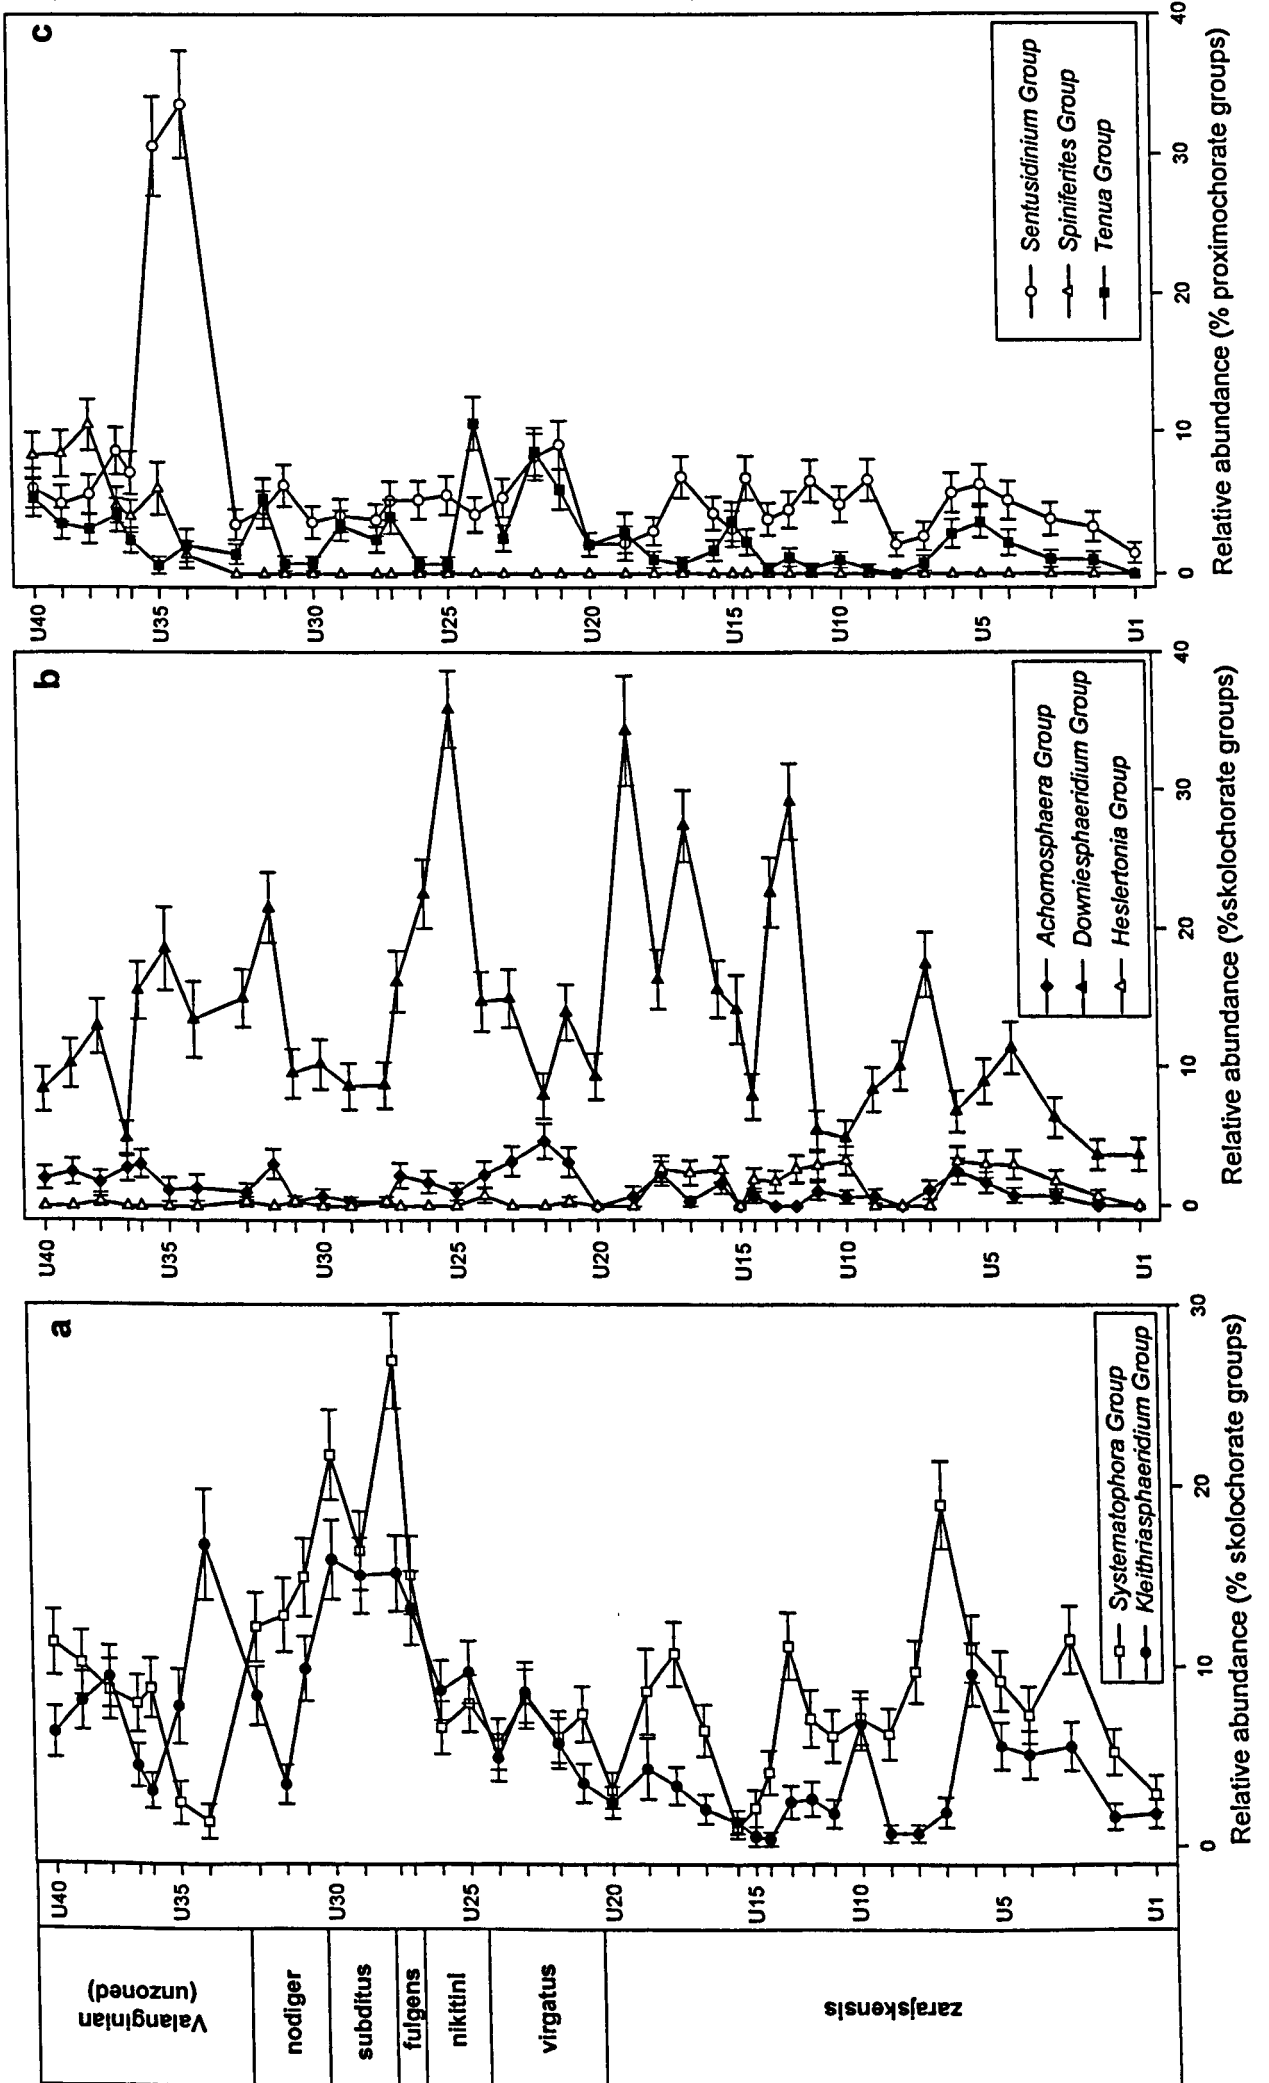 Valanginian
(unzoned)
nodiger
subditus
fulgens
nikitini
virgatus
zarajskensis
a
U40
U35
U30
U25
U20
U15
U10
U5
U1
0
10
20
30
Relative abundance (% skolochorate groups)
Systematophora Group
Kleithriasphaeridium Group
b
U40
U35
U30
U25
U20
U15
U10
U5
U1
0
10
20
30
40
Relative abundance (%skolochorate groups)
Achomosphaera Group
Downiesphaeridium Group
Heslertonia Group
c
U40
U35
U30
U25
U20
U15
U10
U5
U1
0
10
20
30
40
Relative abundance (% proximochorate groups)
Sentusidinium Group
Spiniferites Group
Tenua Group